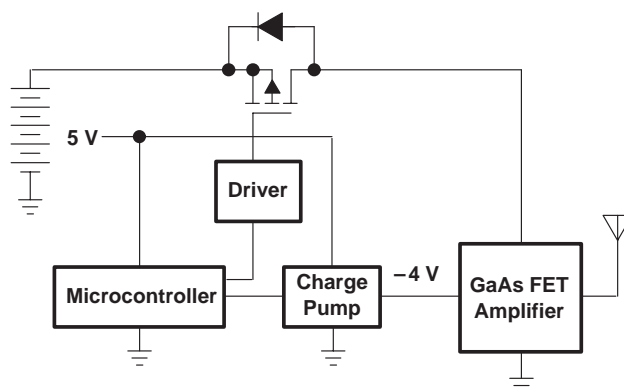 5 V
Driver
Microcontroller
Charge
Pump
–4 V
GaAs FET
Amplifier